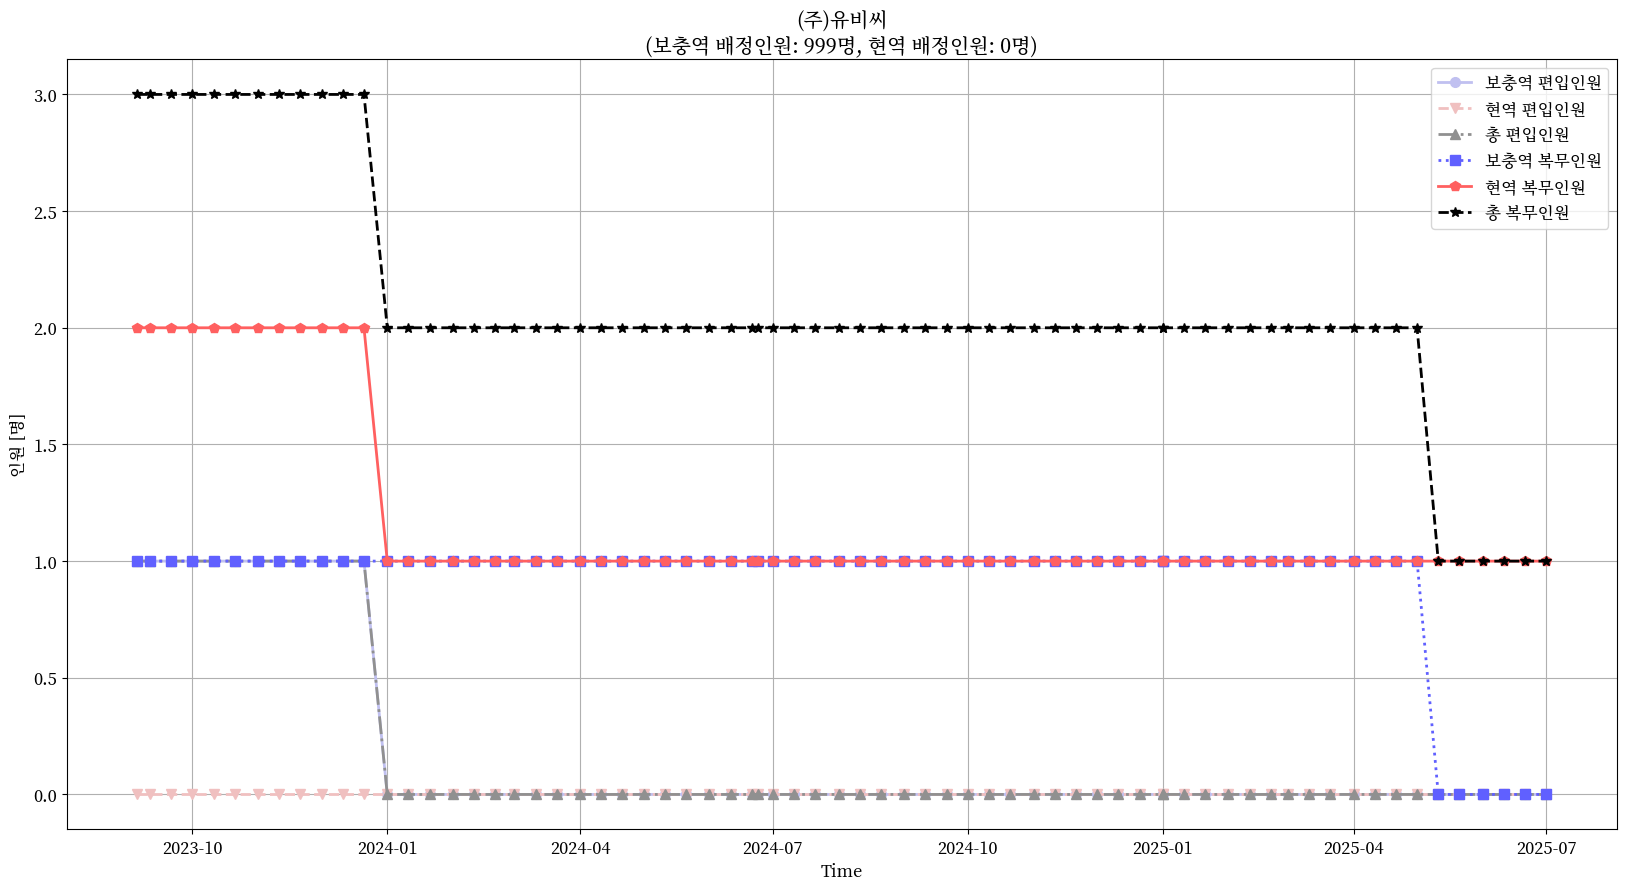 (주)유비씨
(보충역 배정인원: 999명, 현역 배정인원: 0명)
보충역 편입인원
현역 편입인원
총 편입인원
보충역 복무인원
현역 복무인원
총 복무인원
인원 [명]
3.0
2.5
2.0
1.5
1.0
0.5
0.0
2023-10
2024-01
2024-04
2024-07
2024-10
2025-01
2025-04
2025-07
Time